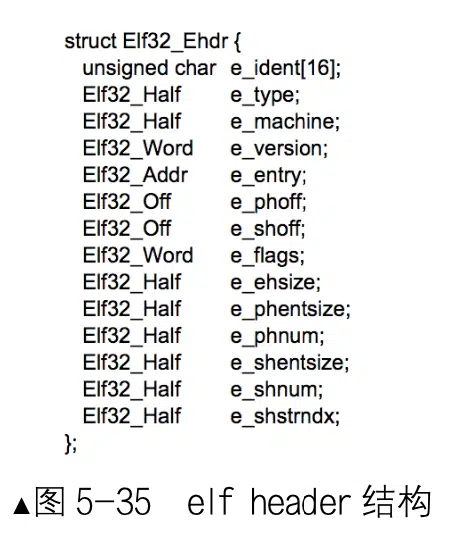 struct Elf32_Ehdr {
unsigned char e_ident[16];
Elf32_Half e_type;
Elf32_Half e_machine;
Elf32_Word e_version;
Elf32_Addr e_entry;
Elf32_Off e_phoff;
Elf32_Off e_shoff;
Elf32_Word e_flags;
Elf32_Half e_ehsize;
Elf32_Half e_phentsize;
Elf32_Half e_phnum;
Elf32_Half e_shentsize;
Elf32_Half e_shnum;
Elf32_Half e_shstrndx;
};
▲图 5-35 elf header 结构